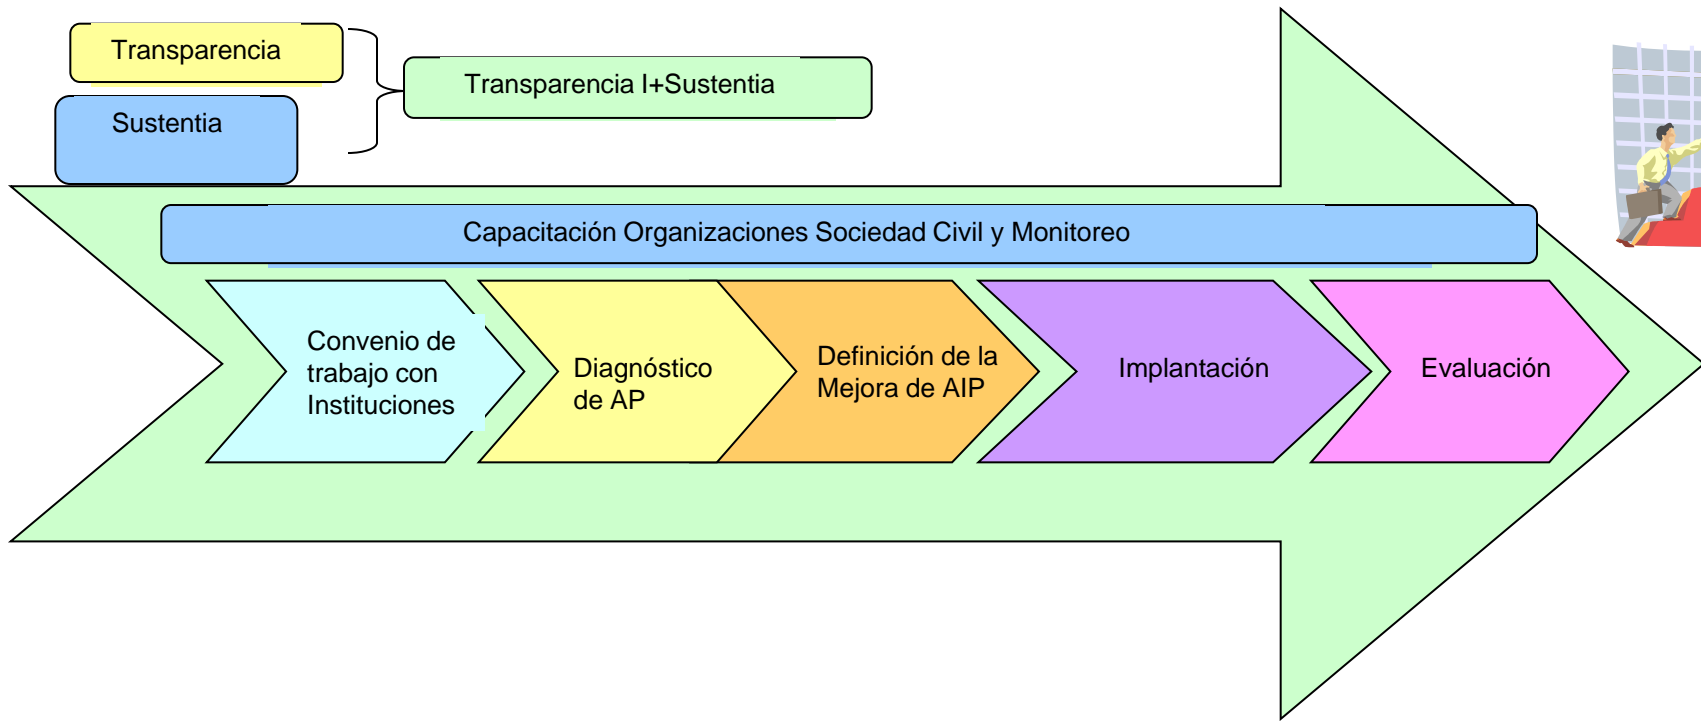 Transparencia
Transparencia I+Sustentia
Sustentia
Capacitación Organizaciones Sociedad Civil y Monitoreo
Convenio de
trabajo con
Instituciones
Diagnóstico
de AP
Definición de la
Mejora de AIP
Implantación
Evaluación